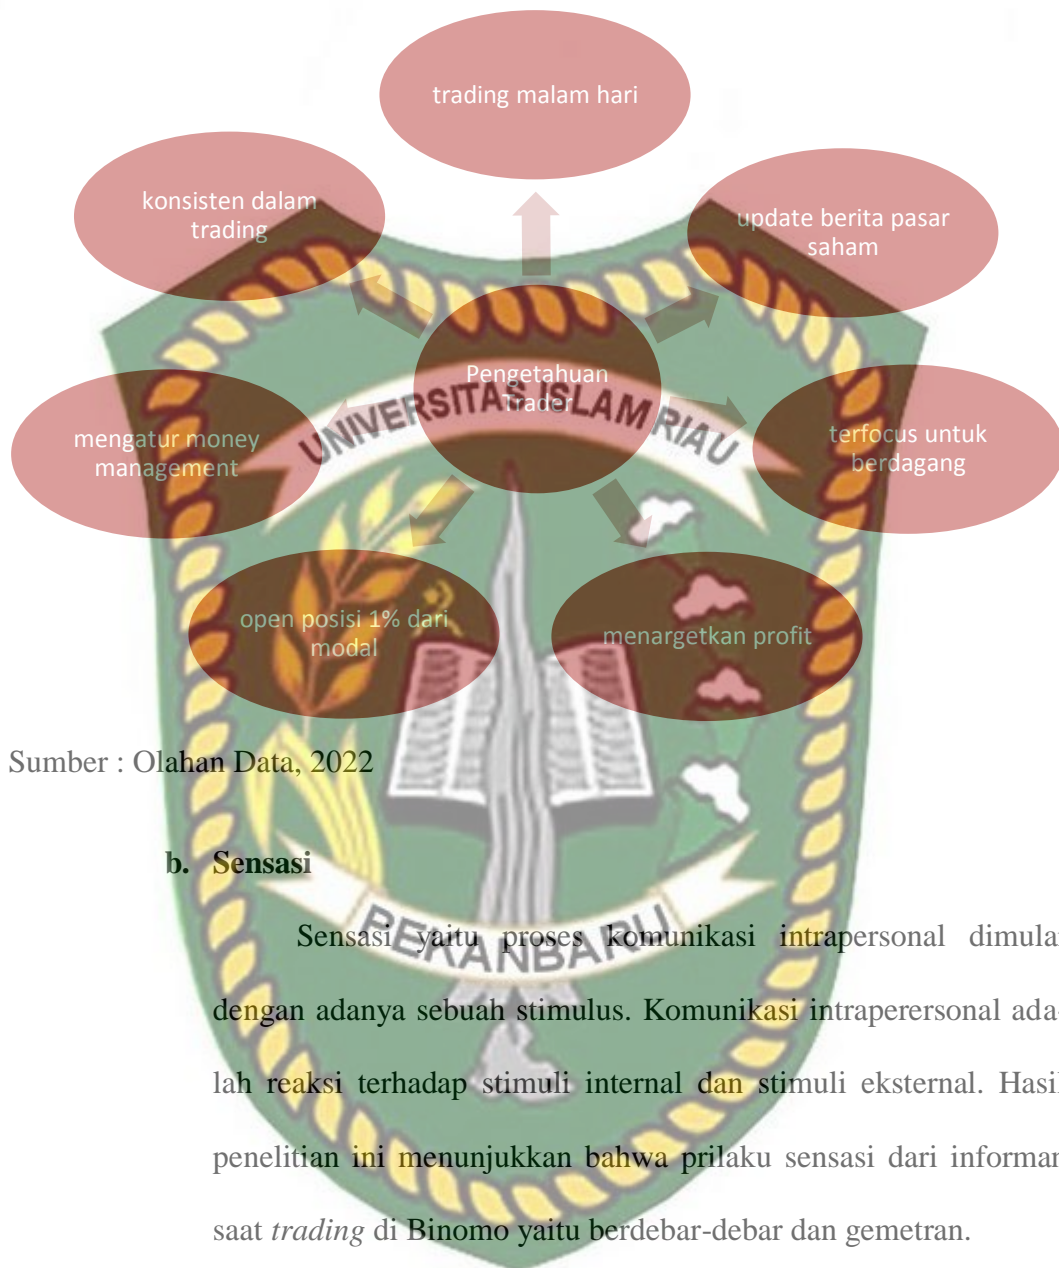 trading malam hari
konsisten dalam
trading
update berita pasar
saham
Pengetahuan
Trader
UNIVERSITAS ISLAM RIAU
mengatur money
management
terfocus untuk
berdagang
open posisi 1% dari
modal
menargetkan profit
Sumber : Olahan Data, 2022
b. Sensasi
PEKANBARU
Sensasi yaitu proses komunikasi intrapersonal dimulai
dengan adanya sebuah stimulus. Komunikasi intraperersonal ada-
lah reaksi terhadap stimuli internal dan stimuli eksternal. Hasil
penelitian ini menunjukkan bahwa prilaku sensasi dari informan
saat trading di Binomo yaitu berdebar-debar dan gemetran.